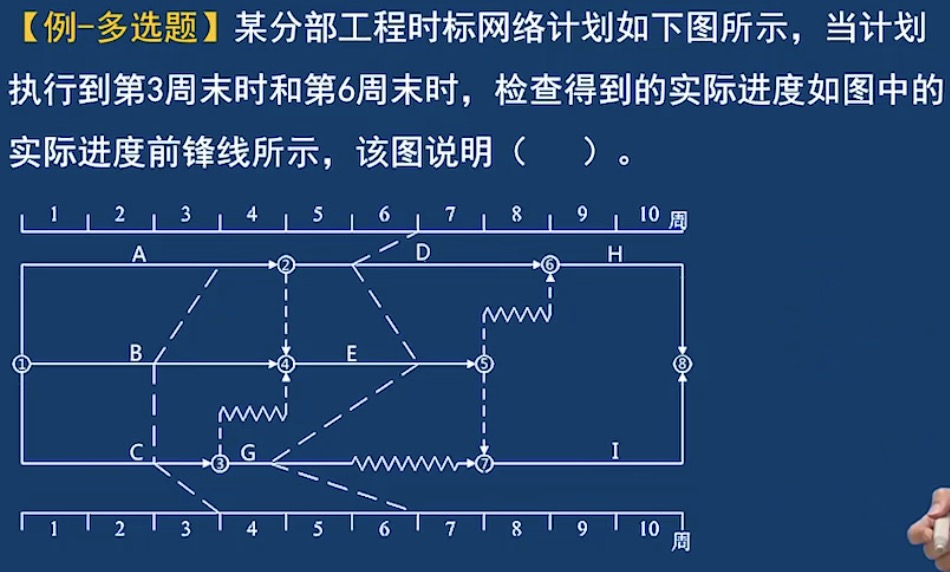 【例-多选题】某分部工程时标网络计划如下图所示，当计划
执行到第3周末时和第6周末时，检查得到的实际进度如图中的
实际进度前锋线所示，该图说明（ ）。
1 2 3 4 5 6 7 8 9 10 周
A ② D ⑥ H
① B ④ E ⑤ ⑧
C ③ G ⑦ I
1 2 3 4 5 6 7 8 9 10 周